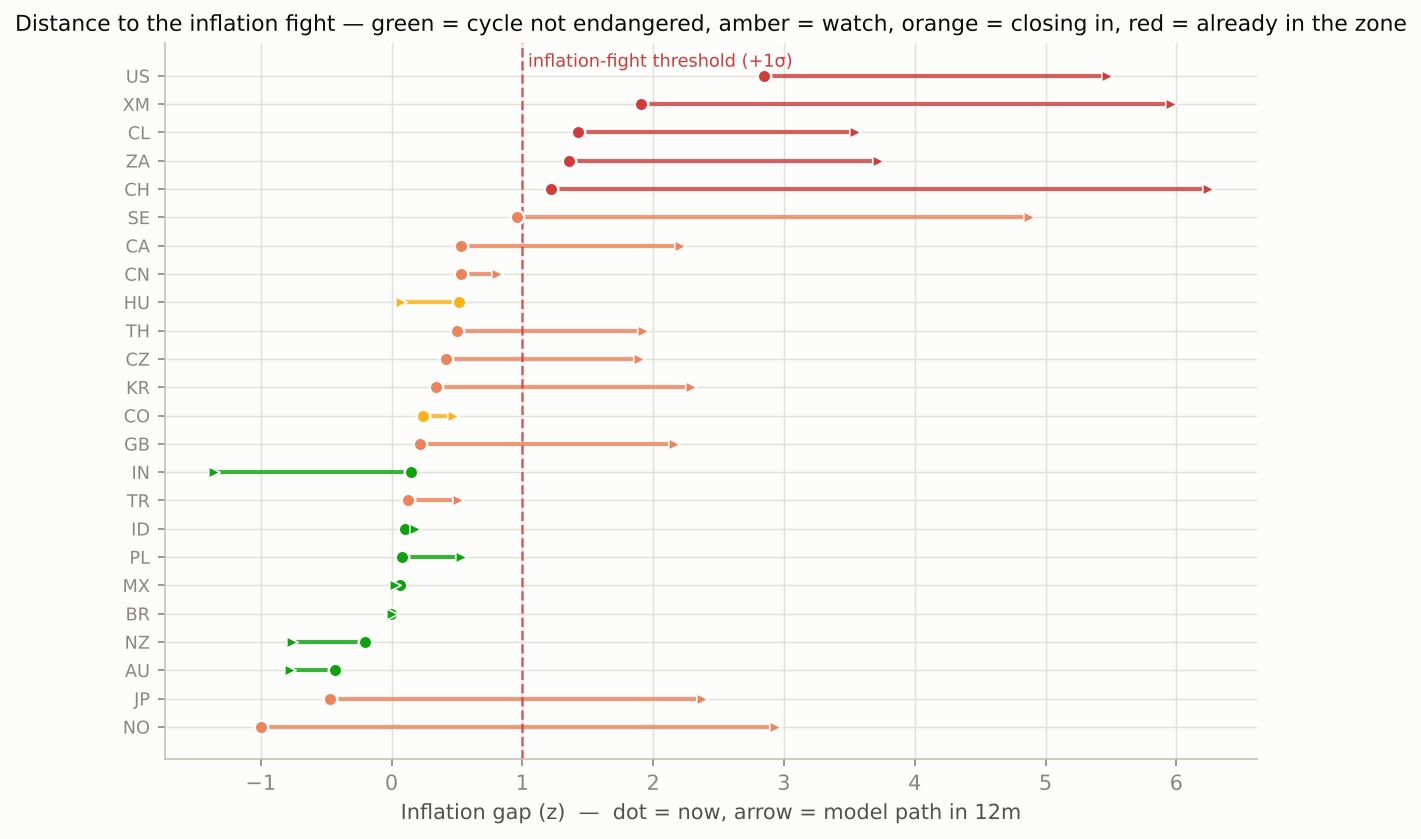 Distance to the inflation fight — green = cycle not endangered, amber = watch, orange = closing in, red = already in the zone
inflation-fight threshold (+1σ)
US
XM
CL
ZA
CH
SE
CA
CN
HU
TH
CZ
KR
CO
GB
IN
TR
ID
PL
MX
BR
NZ
AU
JP
NO
−1 0 1 2 3 4 5 6
Inflation gap (z) — dot = now, arrow = model path in 12m